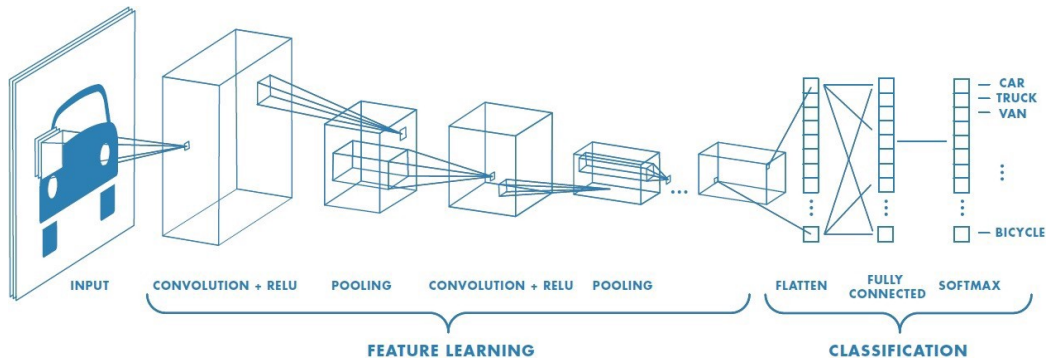 CAR
TRUCK
VAN
BICYCLE
INPUT
CONVOLUTION + RELU
POOLING
CONVOLUTION + RELU
POOLING
FLATTEN
FULLY
CONNECTED
SOFTMAX
FEATURE LEARNING
CLASSIFICATION